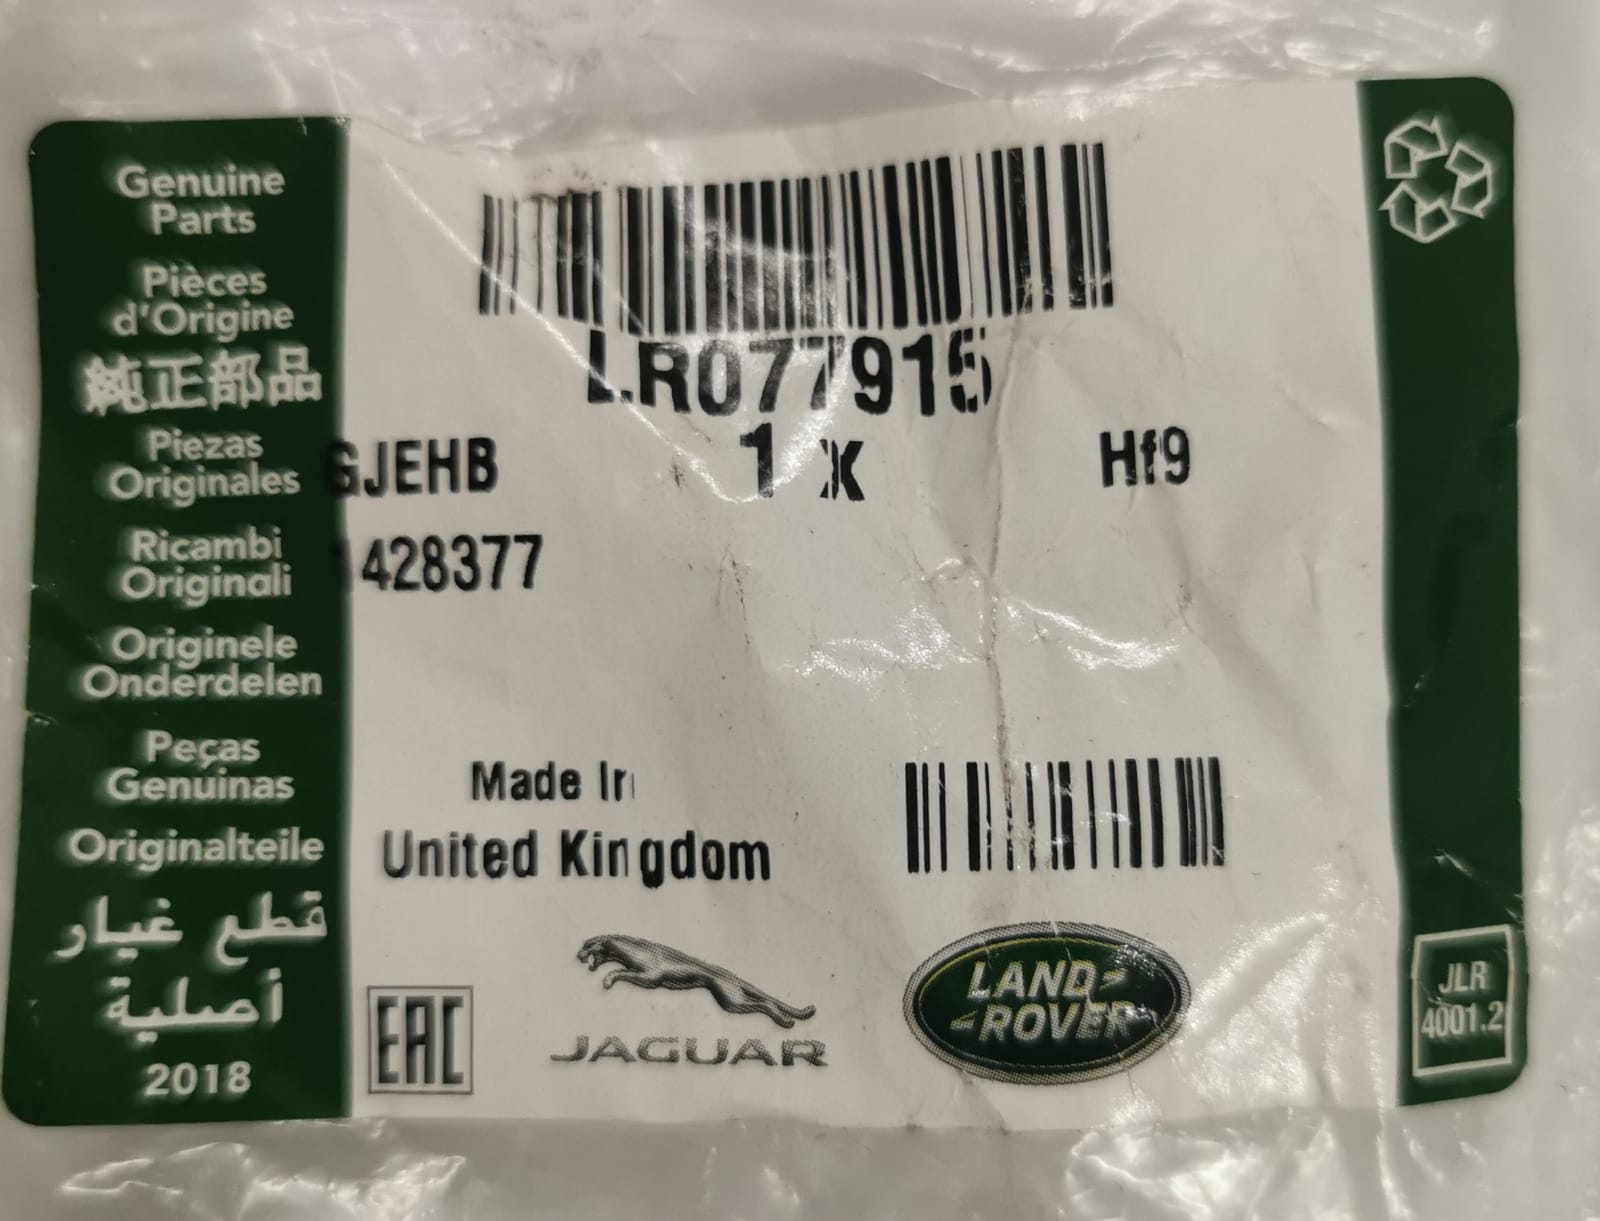 Genuine
Parts
Pièces
d'Origine
純正部品
Piezas
Originales
Ricambi
Originali
Originele
Onderdelen
Peças
Genuinas
Originalteile
قطع غيار
أصلية
2018
LR077915
GJEHB 1 x Hf9
1428377
Made In
United Kingdom
EAC
JAGUAR
LAND-
-ROVER
JLR
4001.2